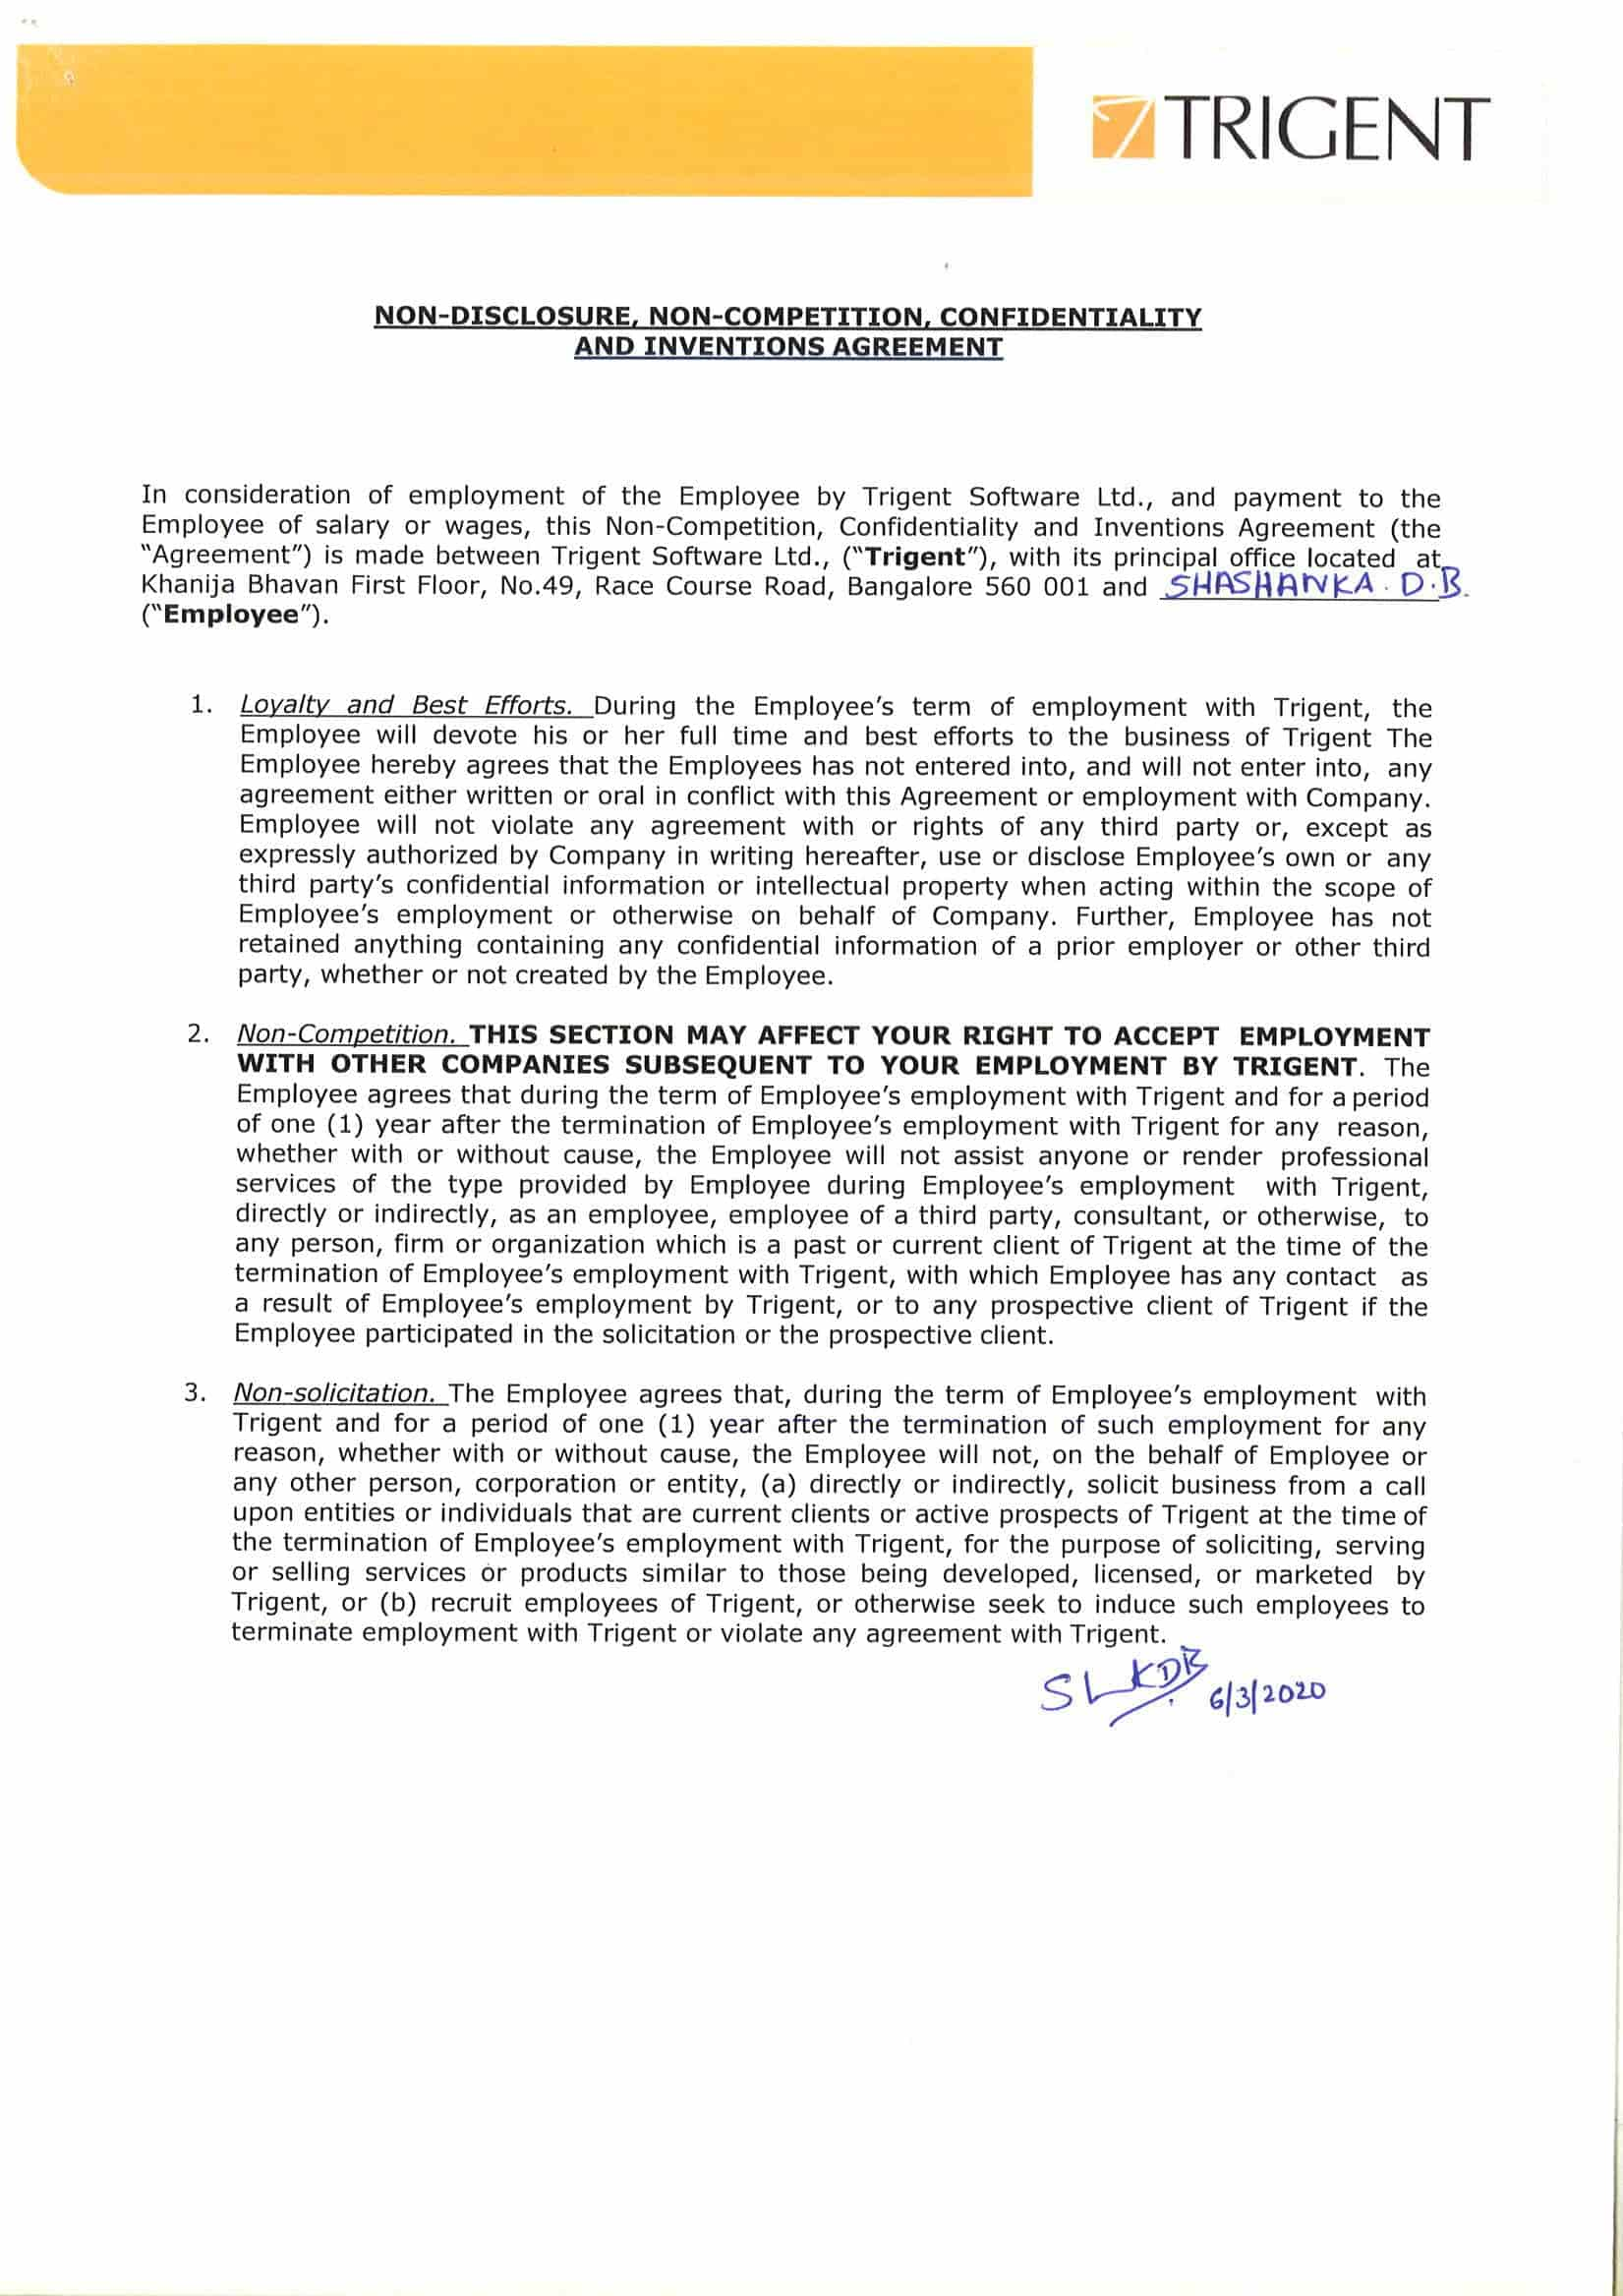 TRIGENT
NON-DISCLOSURE, NON-COMPETITION, CONFIDENTIALITY
AND INVENTIONS AGREEMENT
In consideration of employment of the Employee by Trigent Software Ltd., and payment to the
Employee of salary or wages, this Non-Competition, Confidentiality and Inventions Agreement (the
“Agreement”) is made between Trigent Software Ltd., (“Trigent”), with its principal office located at
Khanija Bhavan First Floor, No.49, Race Course Road, Bangalore 560 001 and SHASHANKA. D.B.
(“Employee”).
1. Loyalty and Best Efforts. During the Employee’s term of employment with Trigent, the
Employee will devote his or her full time and best efforts to the business of Trigent The
Employee hereby agrees that the Employees has not entered into, and will not enter into, any
agreement either written or oral in conflict with this Agreement or employment with Company.
Employee will not violate any agreement with or rights of any third party or, except as
expressly authorized by Company in writing hereafter, use or disclose Employee’s own or any
third party’s confidential information or intellectual property when acting within the scope of
Employee’s employment or otherwise on behalf of Company. Further, Employee has not
retained anything containing any confidential information of a prior employer or other third
party, whether or not created by the Employee.
2. Non-Competition. THIS SECTION MAY AFFECT YOUR RIGHT TO ACCEPT EMPLOYMENT
WITH OTHER COMPANIES SUBSEQUENT TO YOUR EMPLOYMENT BY TRIGENT. The
Employee agrees that during the term of Employee’s employment with Trigent and for a period
of one (1) year after the termination of Employee’s employment with Trigent for any reason,
whether with or without cause, the Employee will not assist anyone or render professional
services of the type provided by Employee during Employee’s employment with Trigent,
directly or indirectly, as an employee, employee of a third party, consultant, or otherwise, to
any person, firm or organization which is a past or current client of Trigent at the time of the
termination of Employee’s employment with Trigent, with which Employee has any contact as
a result of Employee’s employment by Trigent, or to any prospective client of Trigent if the
Employee participated in the solicitation or the prospective client.
3. Non-solicitation. The Employee agrees that, during the term of Employee’s employment with
Trigent and for a period of one (1) year after the termination of such employment for any
reason, whether with or without cause, the Employee will not, on the behalf of Employee or
any other person, corporation or entity, (a) directly or indirectly, solicit business from a call
upon entities or individuals that are current clients or active prospects of Trigent at the time of
the termination of Employee’s employment with Trigent, for the purpose of soliciting, serving
or selling services or products similar to those being developed, licensed, or marketed by
Trigent, or (b) recruit employees of Trigent, or otherwise seek to induce such employees to
terminate employment with Trigent or violate any agreement with Trigent.
6/3/2020